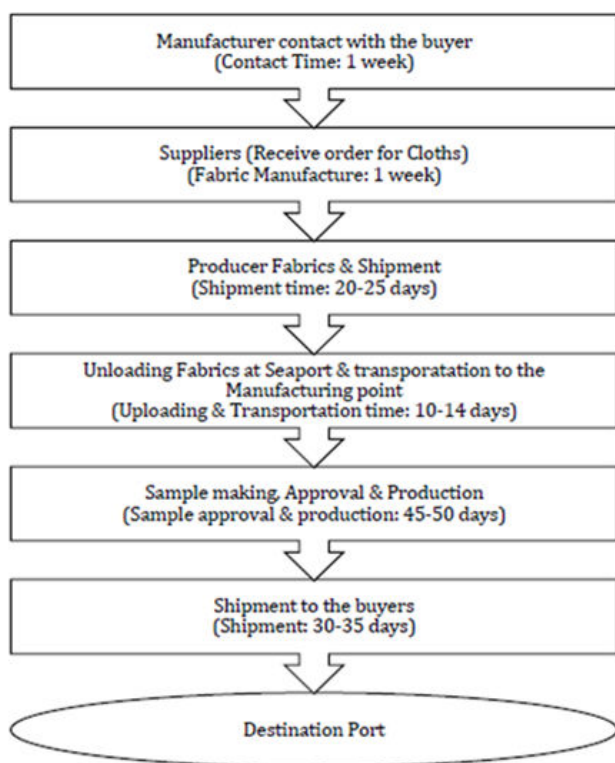 Manufacturer contact with the buyer
(Contact Time: 1 week)
Suppliers (Receive order for Cloths)
(Fabric Manufacture: 1 week)
Producer Fabrics & Shipment
(Shipment time: 20-25 days)
Unloading Fabrics at Seaport & transporatation to the
Manufacturing point
(Uploading & Transportation time: 10-14 days)
Sample making, Approval & Production
(Sample approval & production: 45-50 days)
Shipment to the buyers
(Shipment: 30-35 days)
Destination Port